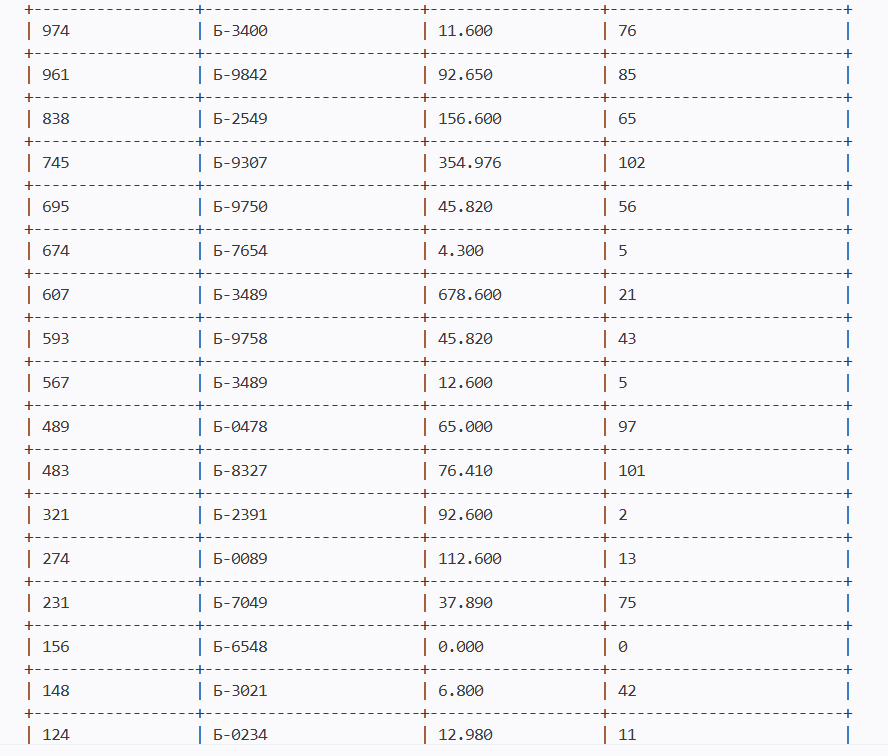 974 Б-3400 11.600 76
961 Б-9842 92.650 85
838 Б-2549 156.600 65
745 Б-9307 354.976 102
695 Б-9750 45.820 56
674 Б-7654 4.300 5
607 Б-3489 678.600 21
593 Б-9758 45.820 43
567 Б-3489 12.600 5
489 Б-0478 65.000 97
483 Б-8327 76.410 101
321 Б-2391 92.600 2
274 Б-0089 112.600 13
231 Б-7049 37.890 75
156 Б-6548 0.000 0
148 Б-3021 6.800 42
124 Б-0234 12.980 11